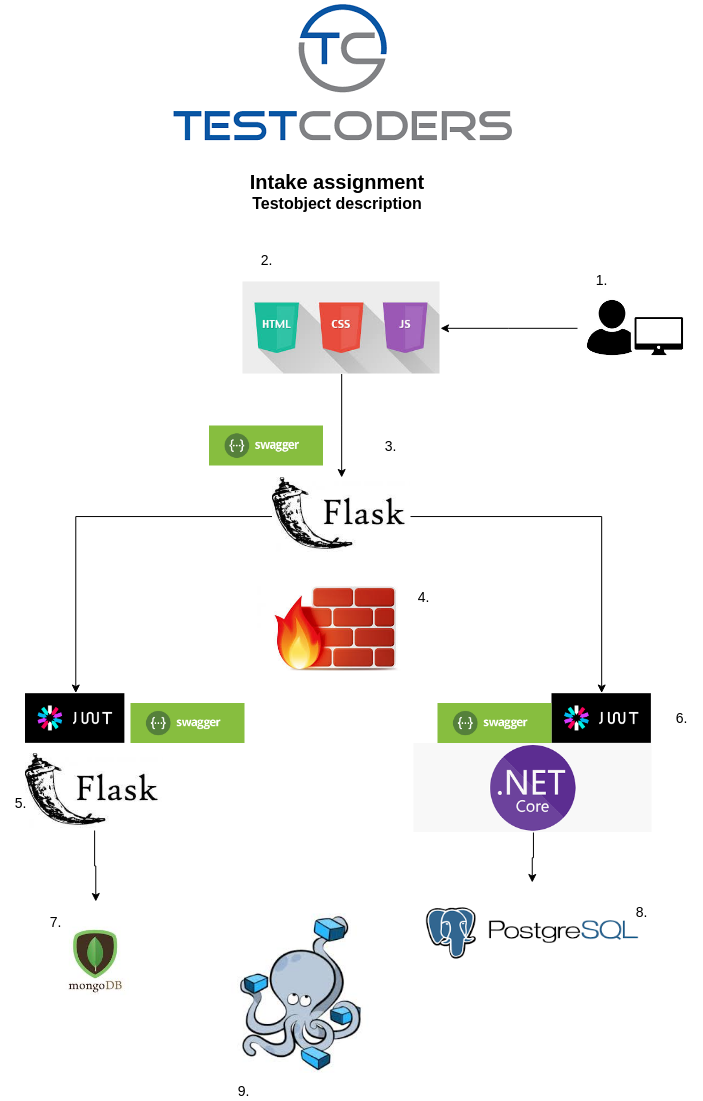 TC
TESTCODERS
Intake assignment
Testobject description
2.
1.
HTML
CSS
JS
{···} swagger
3.
Flask
4.
JWT
{···} swagger
{···} swagger
JWT
6.
Flask
5.
.NET
Core
7.
mongoDB
8.
PostgreSQL
9.